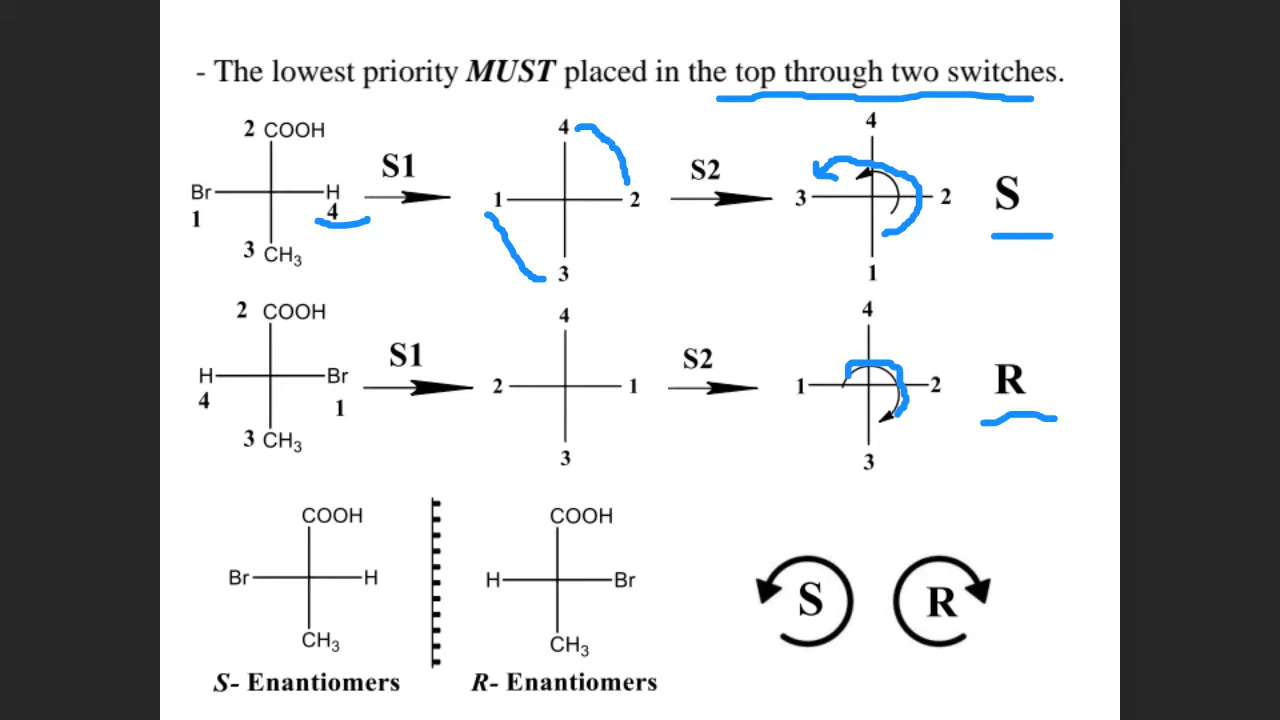 - The lowest priority MUST placed in the top through two switches.
2 COOH
Br H
1 4
3 CH3
S1
4
1 2
3
S2
4
3 2
1
S
2 COOH
H Br
4 1
3 CH3
S1
4
2 1
3
S2
4
1 2
3
R
COOH
Br H
CH3
S- Enantiomers
COOH
H Br
CH3
R- Enantiomers
S R